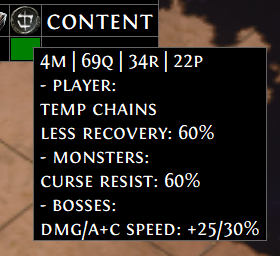 CONTENT
4M | 69Q | 34R | 22P
- PLAYER:
TEMP CHAINS
LESS RECOVERY: 60%
- MONSTERS:
CURSE RESIST: 60%
- BOSSES:
DMG/A+C SPEED: +25/30%